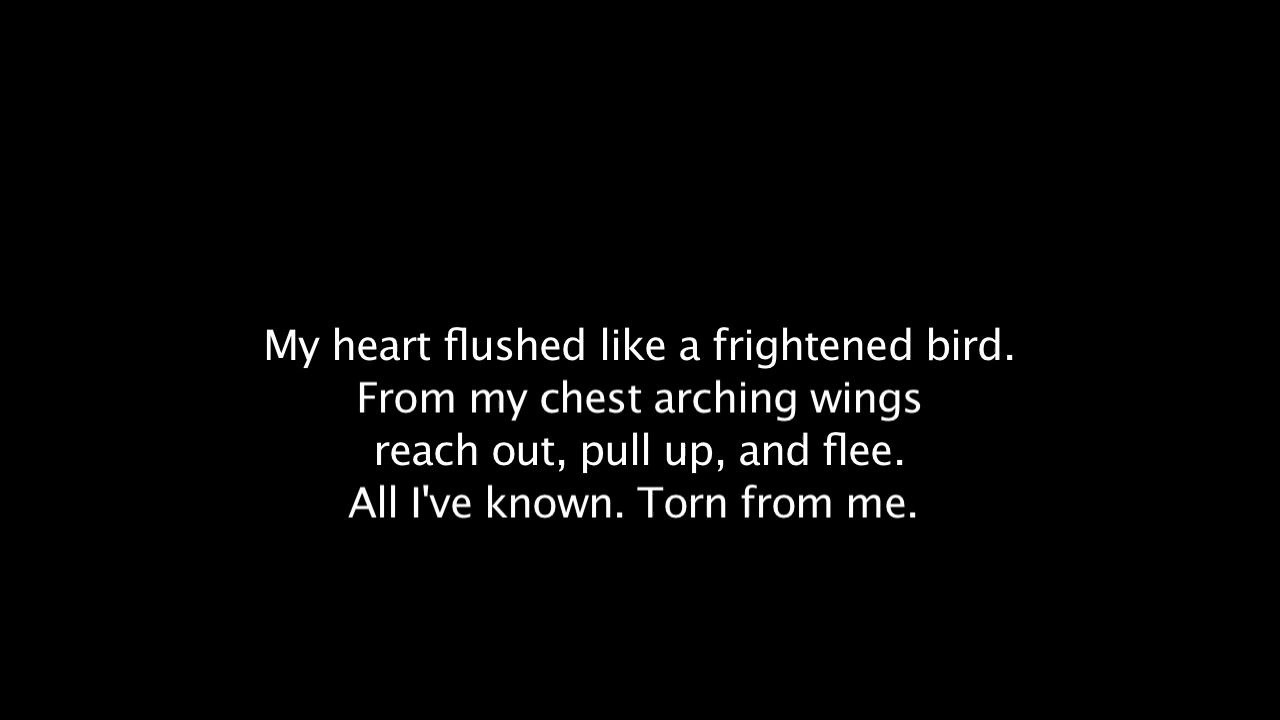 My heart flushed like a frightened bird.
From my chest arching wings
reach out, pull up, and flee.
All I've known. Torn from me.